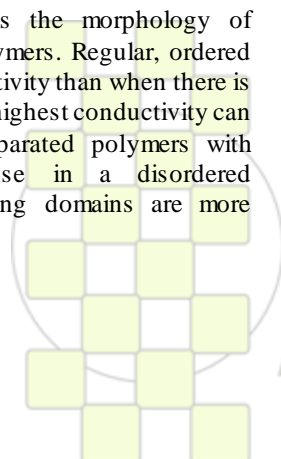 s the morphology of
ymers. Regular, ordered
tivity than when there is
highest conductivity can
parated polymers with
se in a disordered
ng domains are more